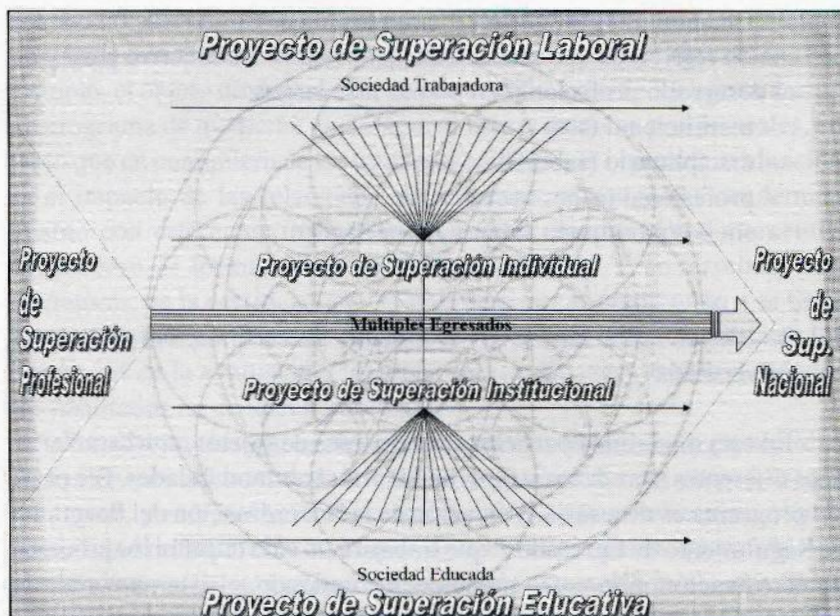 Proyecto de Superación Laboral
Sociedad Trabajadora
Proyecto de Superación Individual
Proyecto
de
Superación
Profesional
Multiples Egresados
Proyecto
de
Sup.
Nacional
Proyecto de Superación Institucional
Sociedad Educada
Proyecto de Superación Educativa